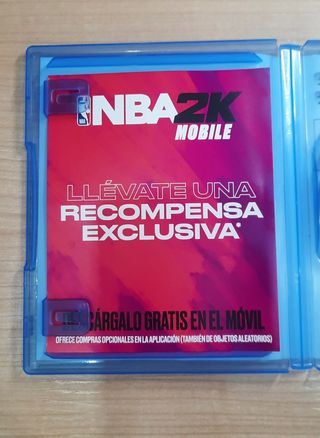 NBA2K
MOBILE
LLÉVATE UNA
RECOMPENSA
EXCLUSIVA*
DESCÁRGALO GRATIS EN EL MÓVIL
OFRECE COMPRAS OPCIONALES EN LA APLICACIÓN (TAMBIÉN DE OBJETOS ALEATORIOS)